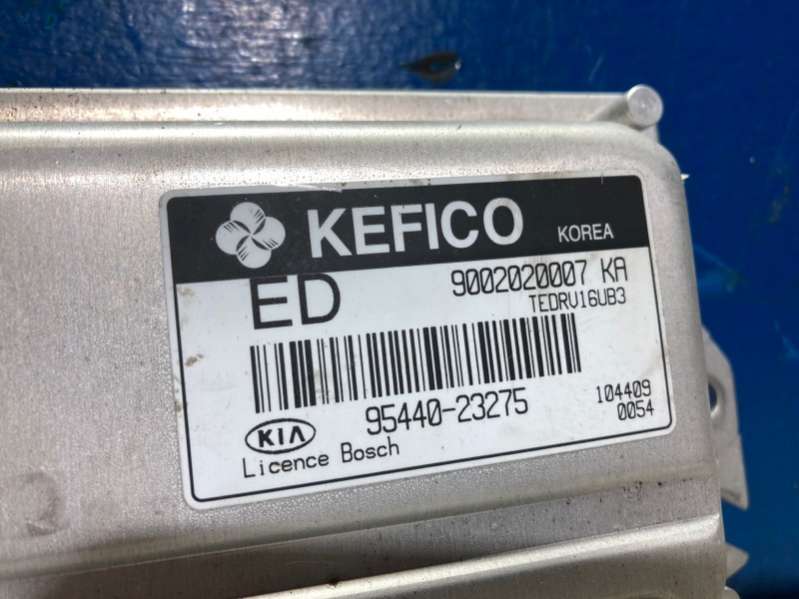 KEFICO KOREA
ED 9002020007 KA
TEDRV16UB3
95440-23275 104409
0054
KIA
Licence Bosch